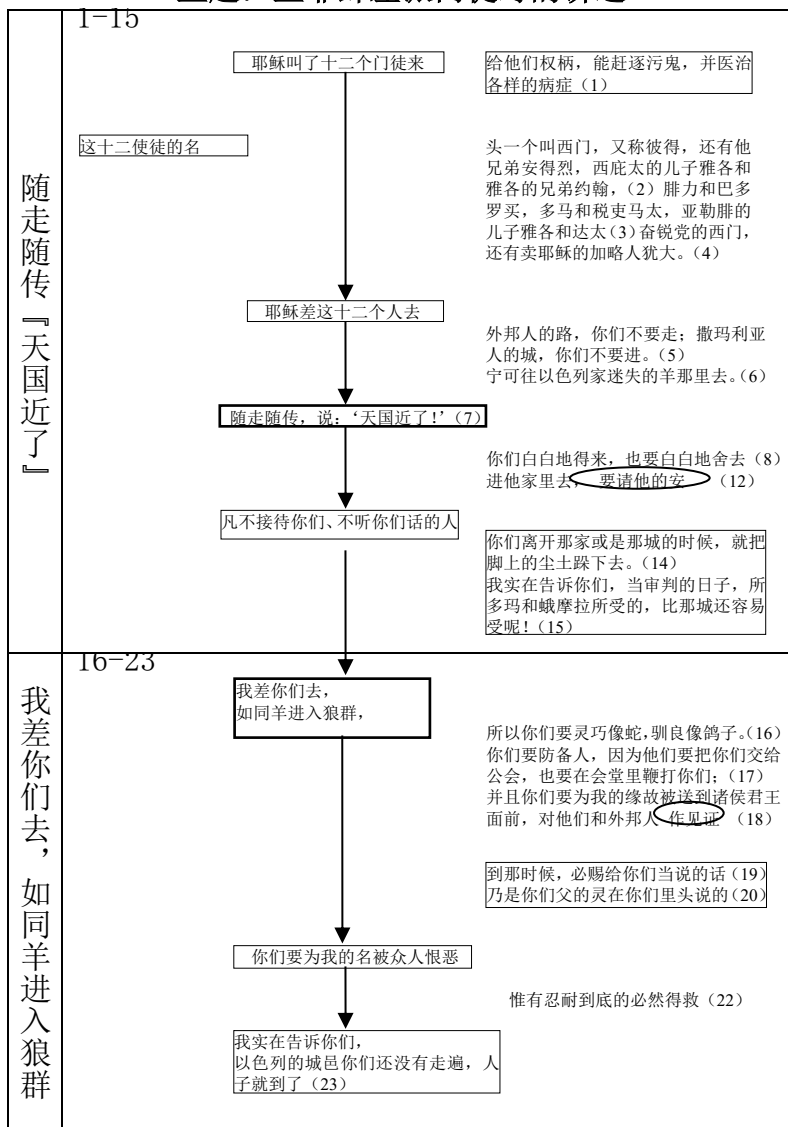 1-15
随走随传『天国近了』
耶稣叫了十二个门徒来
给他们权柄，能赶逐污鬼，并医治
各样的病症（1）
这十二使徒的名
头一个叫西门，又称彼得，还有他
兄弟安得烈，西庇太的儿子雅各和
雅各的兄弟约翰，（2）腓力和巴多
罗买，多马和税吏马太，亚勒腓的
儿子雅各和达太（3）奋锐党的西门，
还有卖耶稣的加略人犹大。（4）
耶稣差这十二个人去
外邦人的路，你们不要走；撒玛利亚
人的城，你们不要进。（5）
宁可往以色列家迷失的羊那里去。（6）
随走随传，说：‘天国近了！’（7）
你们白白地得来，也要白白地舍去（8）
进他家里去，要请他的安（12）
凡不接待你们、不听你们话的人
你们离开那家或是那城的时候，就把
脚上的尘土跺下去。（14）
我实在告诉你们，当审判的日子，所
多玛和蛾摩拉所受的，比那城还容易
受呢！（15）
16-23
我差你们去，如同羊进入狼群
我差你们去，
如同羊进入狼群，
所以你们要灵巧像蛇，驯良像鸽子。（16）
你们要防备人，因为他们要把你们交给
公会，也要在会堂里鞭打你们；（17）
并且你们要为我的缘故被送到诸侯君王
面前，对他们和外邦人作见证（18）
到那时候，必赐给你们当说的话（19）
乃是你们父的灵在你们里头说的（20）
你们要为我的名被众人恨恶
惟有忍耐到底的必然得救（22）
我实在告诉你们，
以色列的城邑你们还没有走遍，人
子就到了（23）